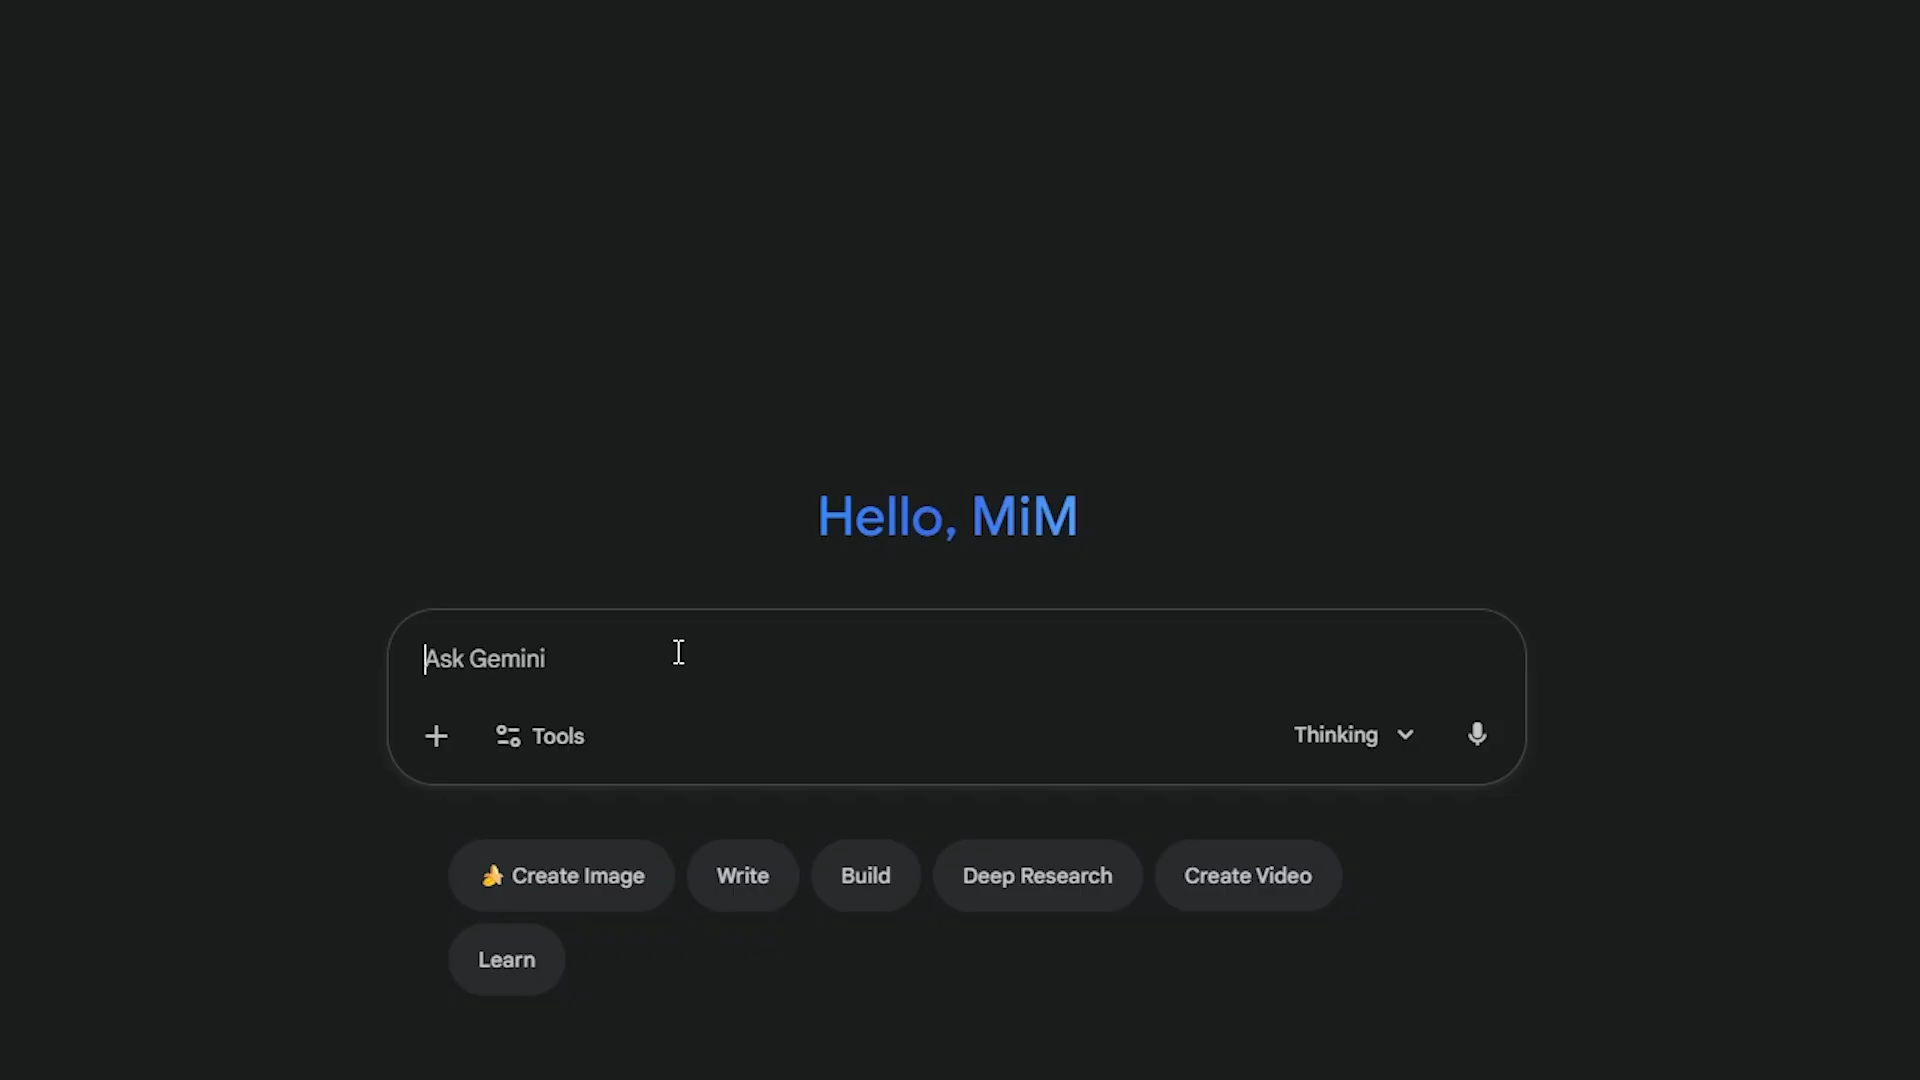 Hello, MiM
Ask Gemini
Tools
Thinking
Create Image
Write
Build
Deep Research
Create Video
Learn